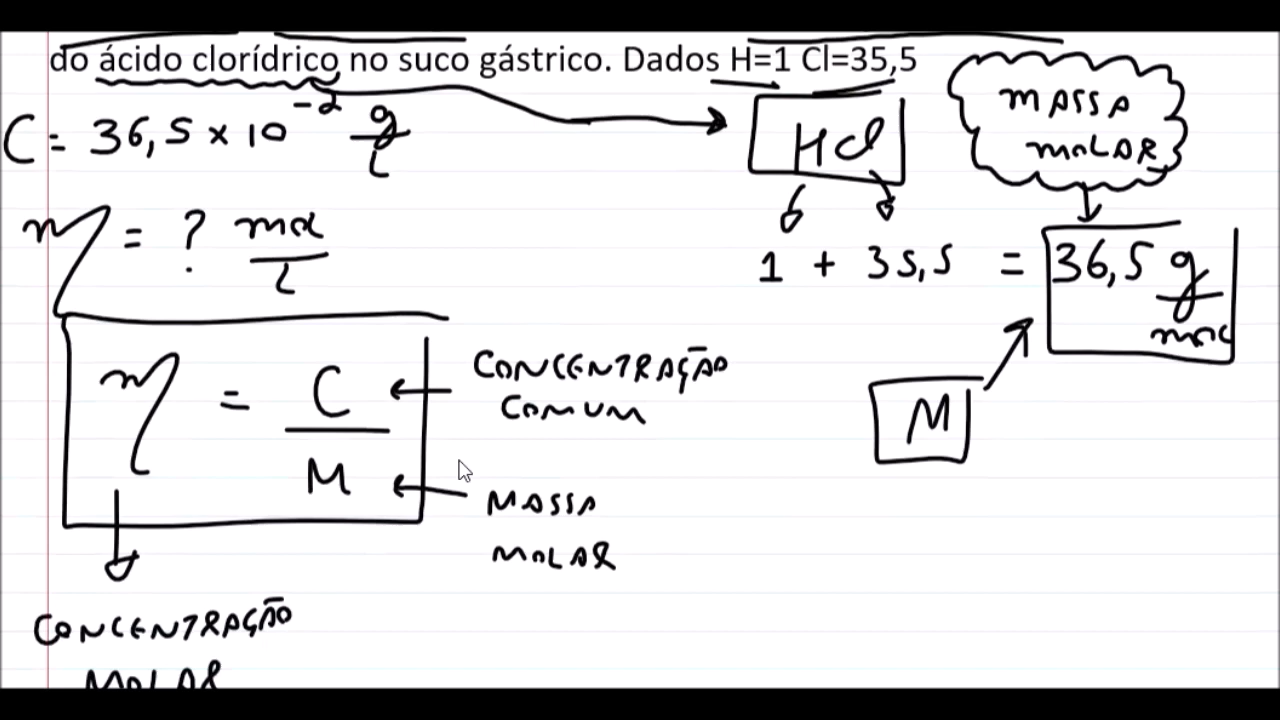 do ácido clorídrico no suco gástrico. Dados H=1 Cl=35,5
C = 36,5 x 10⁻² g/L
HCl
MASSA
MOLAR
m = ? mol/L
1 + 35,5 = 36,5 g/mol
m = C/M
CONCENTRAÇÃO
COMUM
M
MASSA
MOLAR
CONCENTRAÇÃO
MOLAR